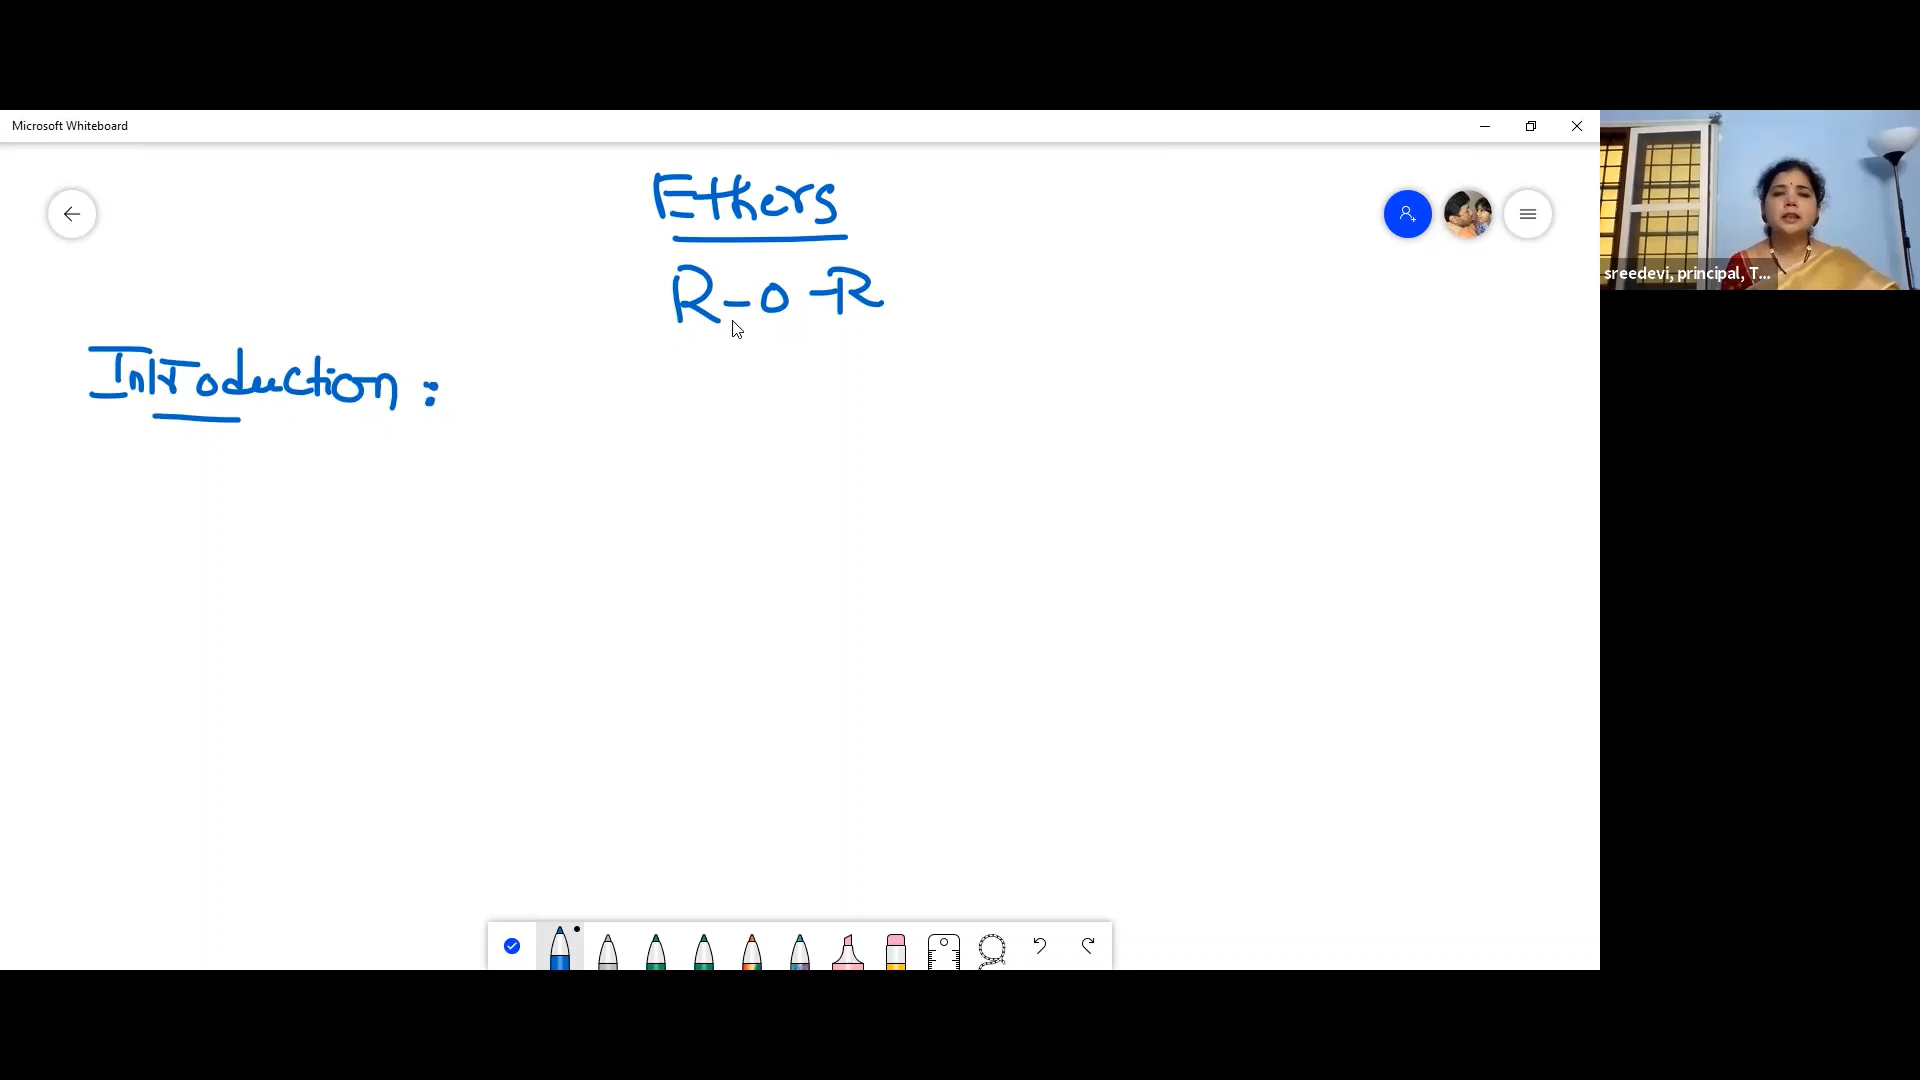 Microsoft Whiteboard
Ethers
R-O-R
sreedevi, principal, T...
Introduction :